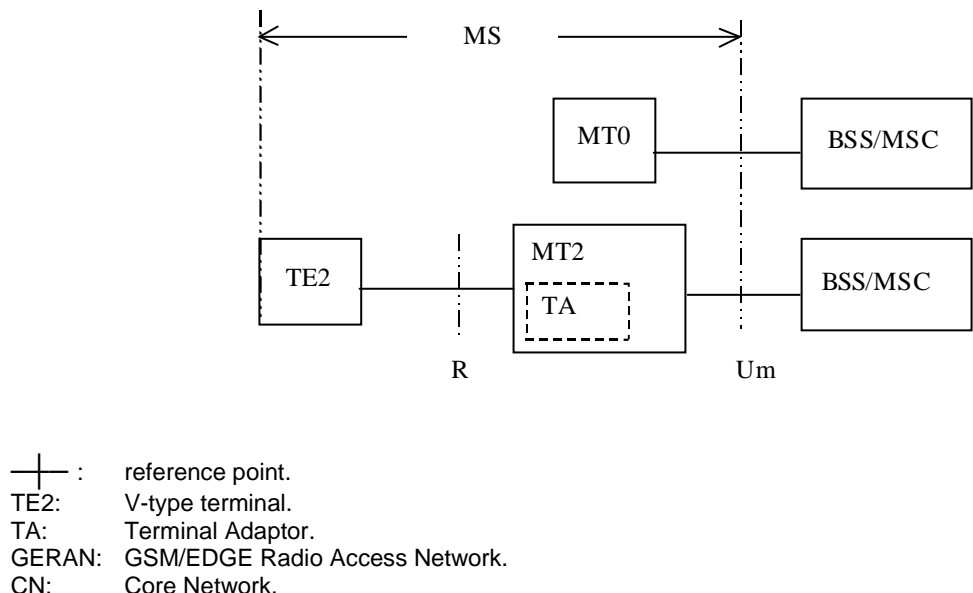 MS
MT0
BSS/MSC
TE2
MT2
TA
BSS/MSC
R
Um
: reference point.
TE2: V-type terminal.
TA: Terminal Adaptor.
GERAN: GSM/EDGE Radio Access Network.
CN: Core Network.